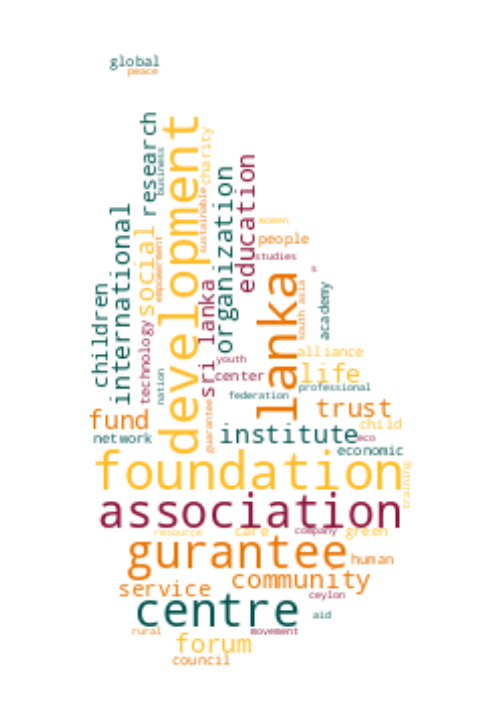 global
peace
research
business
development
charity
sustainable
organization
education
women
people
studies
s
international
social
empowerment
children
technology
nation
sri lanka
lanka
south asia
academy
youth
center
alliance
life
professional
federation
guarantee
fund
trust
child
network
institute
eco
economic
foundation
training
association
resource
care
company
green
gurantee
human
community
service
ceylon
centre
aid
rural
movement
forum
council